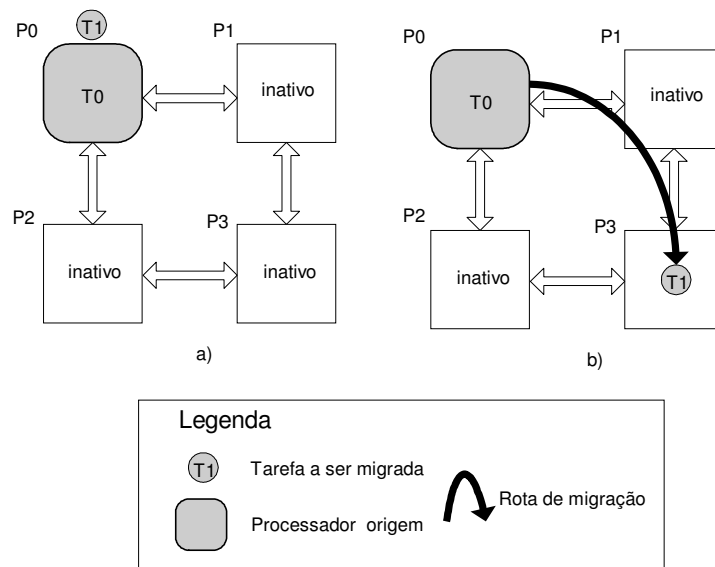 P0
T1
P1
T0
inativo
P2
P3
inativo
inativo
a)
P0
P1
T0
inativo
P2
P3
inativo
T1
b)
Legenda
T1 Tarefa a ser migrada
Rota de migração
Processador origem